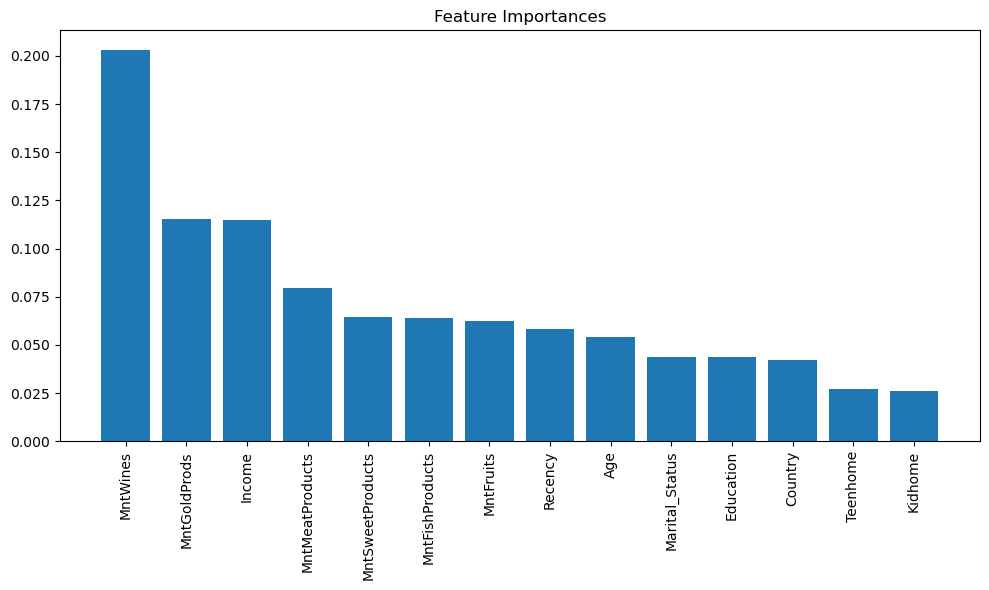 Feature Importances
0.200
0.175
0.150
0.125
0.100
0.075
0.050
0.025
0.000
MntWines
MntGoldProds
Income
MntMeatProducts
MntSweetProducts
MntFishProducts
MntFruits
Recency
Age
Marital_Status
Education
Country
Teenhome
Kidhome